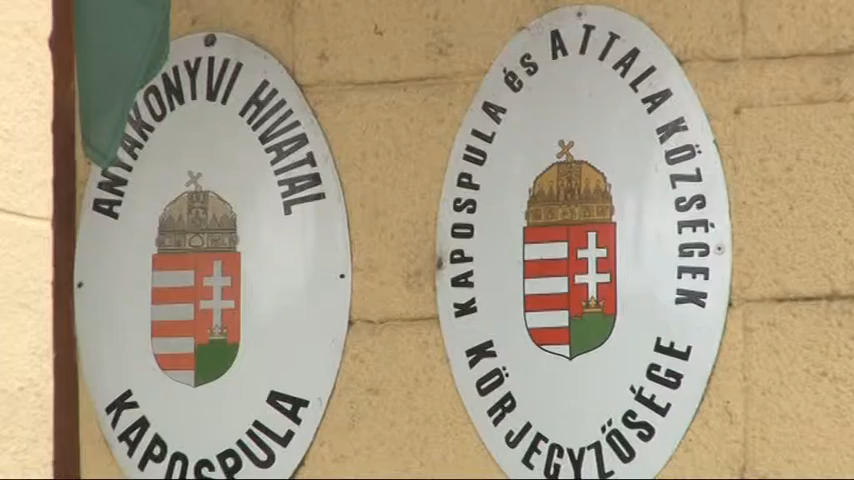 ANYAKÖNYVI HIVATAL
KAPOSPULA
KAPOSPULA és ATTALA KÖZSÉGEK
KÖRJEGYZŐSÉGE